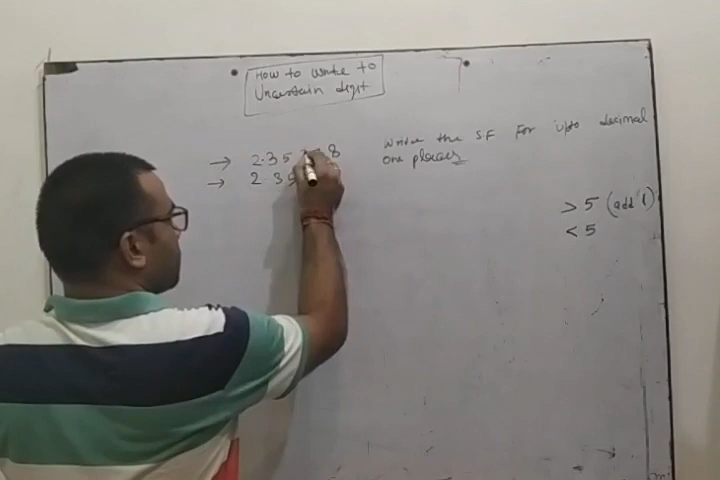 How to write to
Uncertain digit
→ 2.35 8
→ 2.35
Write the S.F For upto decimal
one places
> 5 (add 1)
< 5